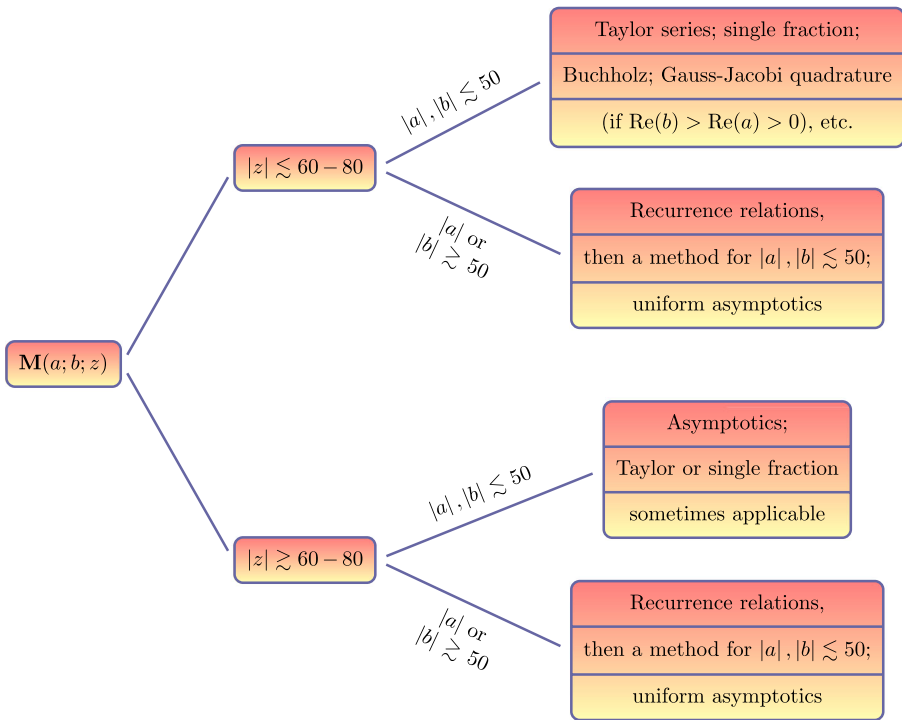 Taylor series; single fraction;
Buchholz; Gauss-Jacobi quadrature
(if Re(b) > Re(a) > 0), etc.
|a| , |b| ≲ 50
|z| ≲ 60 − 80
|a| or
|b| ≳ 50
Recurrence relations,
then a method for |a| , |b| ≲ 50;
uniform asymptotics
M(a; b; z)
Asymptotics;
Taylor or single fraction
sometimes applicable
|a| , |b| ≲ 50
|z| ≳ 60 − 80
|a| or
|b| ≳ 50
Recurrence relations,
then a method for |a| , |b| ≲ 50;
uniform asymptotics